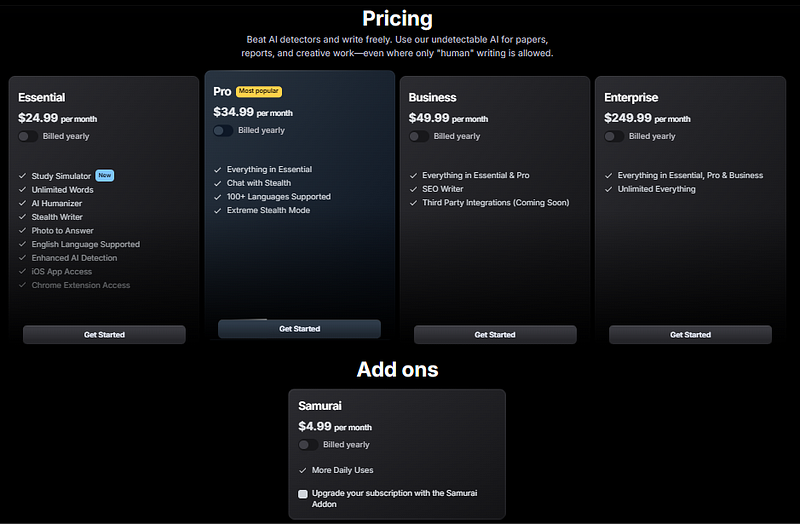 Pricing
Beat AI detectors and write freely. Use our undetectable AI for papers,
reports, and creative work—even where only "human" writing is allowed.
Essential
$24.99 per month
Billed yearly
Study Simulator New
Unlimited Words
AI Humanizer
Stealth Writer
Photo to Answer
English Language Supported
Enhanced AI Detection
iOS App Access
Chrome Extension Access
Get Started
Pro Most popular
$34.99 per month
Billed yearly
Everything in Essential
Chat with Stealth
100+ Languages Supported
Extreme Stealth Mode
Get Started
Business
$49.99 per month
Billed yearly
Everything in Essential & Pro
SEO Writer
Third Party Integrations (Coming Soon)
Get Started
Enterprise
$249.99 per month
Billed yearly
Everything in Essential, Pro & Business
Unlimited Everything
Get Started
Add ons
Samurai
$4.99 per month
Billed yearly
More Daily Uses
Upgrade your subscription with the Samurai
Addon